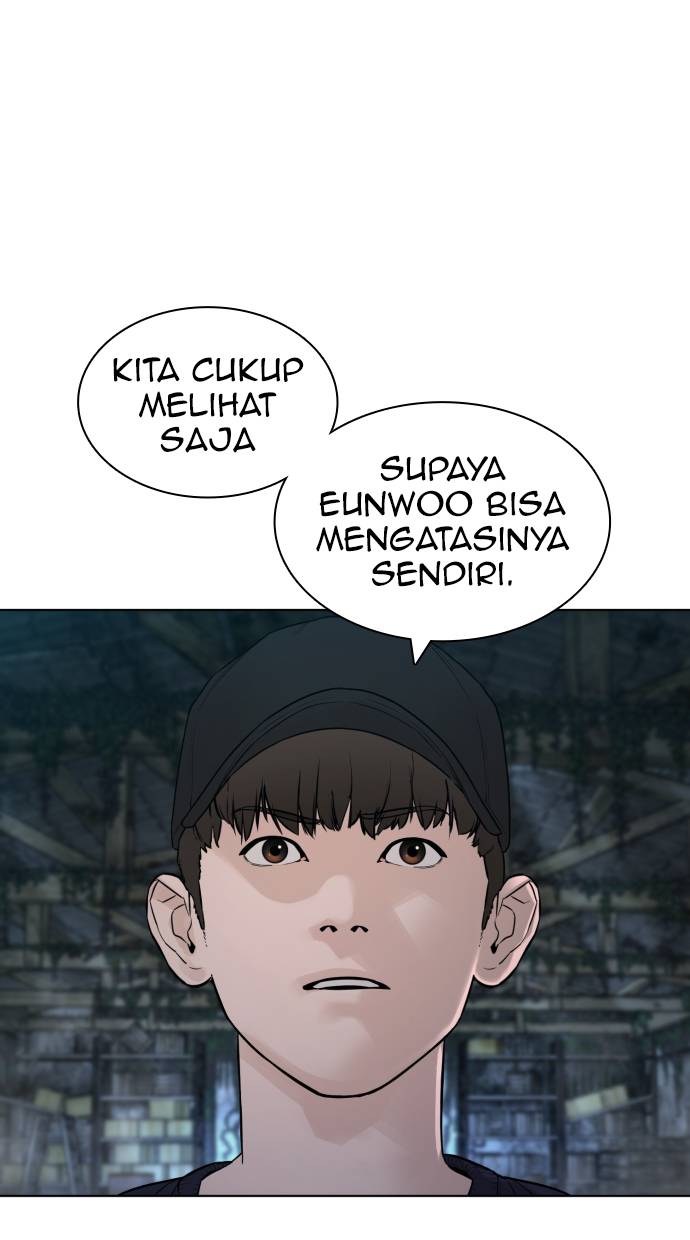 KITA CUKUP
MELIHAT
SAJA
SUPAYA
EUNWOO BISA
MENGATASINYA
SENDIRI.